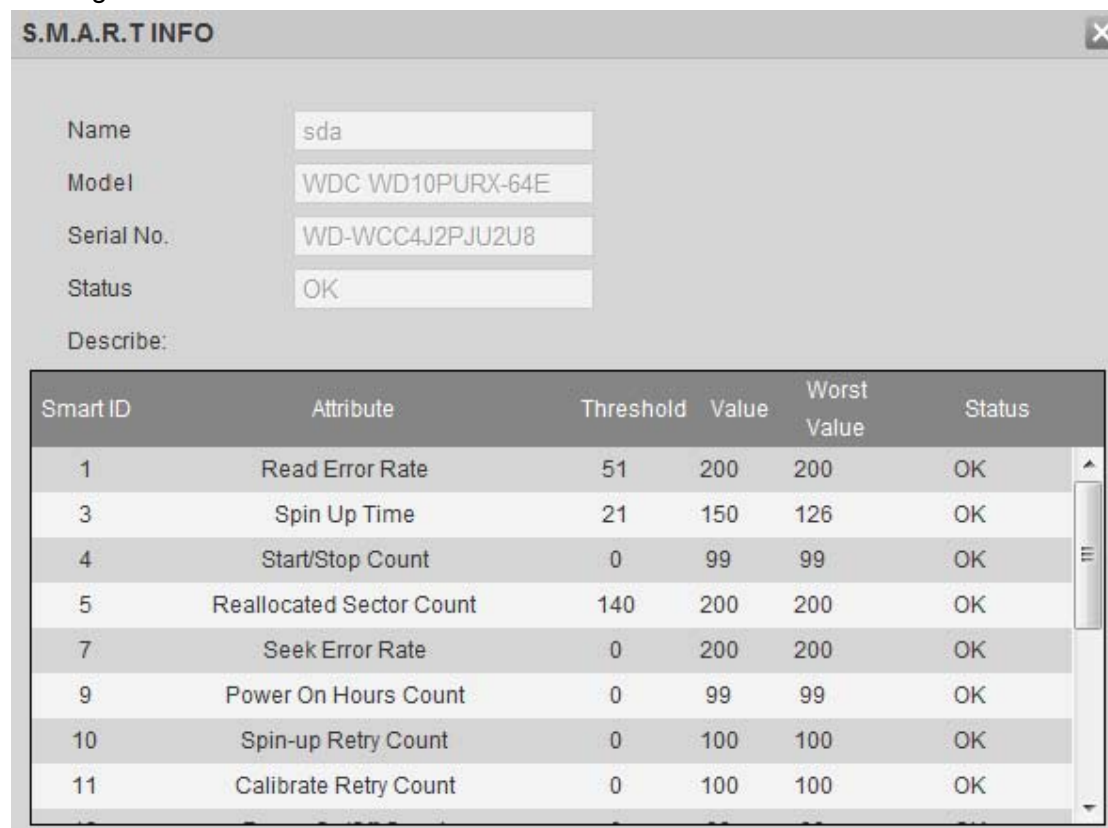 S.M.A.R.T INFO
Name sda
Model WDC WD10PURX-64E
Serial No. WD-WCC4J2PJU2U8
Status OK
Describe:
Smart ID Attribute Threshold Value Worst Value Status
1 Read Error Rate 51 200 200 OK
3 Spin Up Time 21 150 126 OK
4 Start/Stop Count 0 99 99 OK
5 Reallocated Sector Count 140 200 200 OK
7 Seek Error Rate 0 200 200 OK
9 Power On Hours Count 0 99 99 OK
10 Spin-up Retry Count 0 100 100 OK
11 Calibrate Retry Count 0 100 100 OK